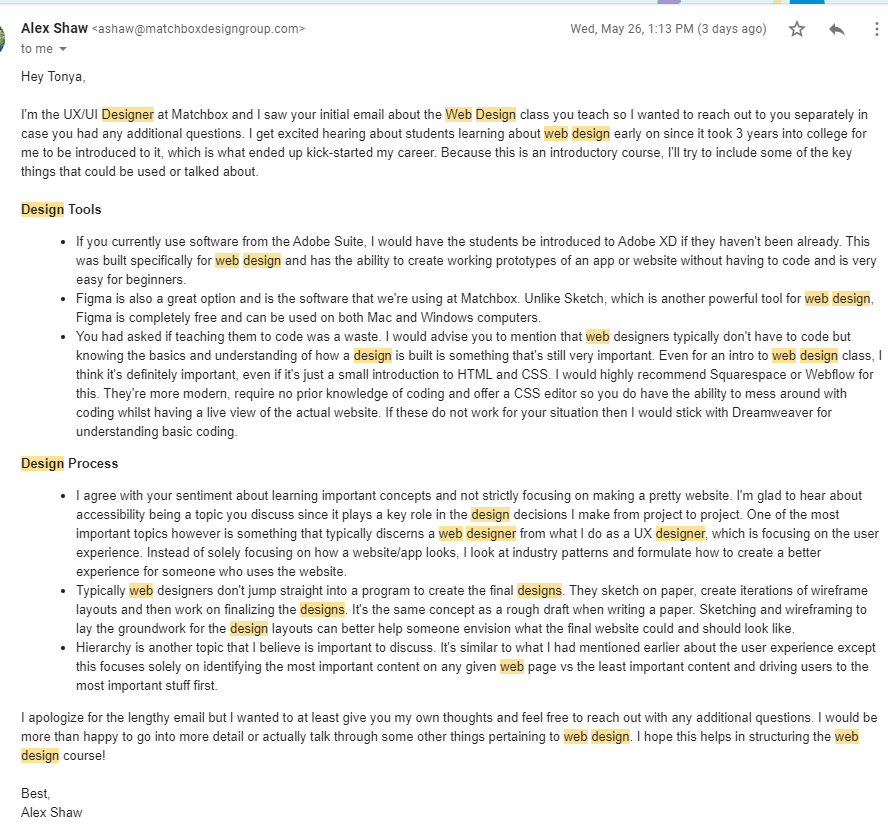 Alex Shaw <ashaw@matchboxdesigngroup.com>
Wed, May 26, 1:13 PM (3 days ago)
to me
Hey Tonya,
I'm the UX/UI Designer at Matchbox and I saw your initial email about the Web Design class you teach so I wanted to reach out to you separately in
case you had any additional questions. I get excited hearing about students learning about web design early on since it took 3 years into college for
me to be introduced to it, which is what ended up kick-started my career. Because this is an introductory course, I'll try to include some of the key
things that could be used or talked about.
Design Tools
• If you currently use software from the Adobe Suite, I would have the students be introduced to Adobe XD if they haven't been already. This
was built specifically for web design and has the ability to create working prototypes of an app or website without having to code and is very
easy for beginners.
• Figma is also a great option and is the software that we're using at Matchbox. Unlike Sketch, which is another powerful tool for web design,
Figma is completely free and can be used on both Mac and Windows computers.
• You had asked if teaching them to code was a waste. I would advise you to mention that web designers typically don't have to code but
knowing the basics and understanding of how a design is built is something that's still very important. Even for an intro to web design class, I
think it's definitely important, even if it's just a small introduction to HTML and CSS. I would highly recommend Squarespace or Webflow for
this. They're more modern, require no prior knowledge of coding and offer a CSS editor so you do have the ability to mess around with
coding whilst having a live view of the actual website. If these do not work for your situation then I would stick with Dreamweaver for
understanding basic coding.
Design Process
• I agree with your sentiment about learning important concepts and not strictly focusing on making a pretty website. I'm glad to hear about
accessibility being a topic you discuss since it plays a key role in the design decisions I make from project to project. One of the most
important topics however is something that typically discerns a web designer from what I do as a UX designer, which is focusing on the user
experience. Instead of solely focusing on how a website/app looks, I look at industry patterns and formulate how to create a better
experience for someone who uses the website.
• Typically web designers don't jump straight into a program to create the final designs. They sketch on paper, create iterations of wireframe
layouts and then work on finalizing the designs. It's the same concept as a rough draft when writing a paper. Sketching and wireframing to
lay the groundwork for the design layouts can better help someone envision what the final website could and should look like.
• Hierarchy is another topic that I believe is important to discuss. It's similar to what I had mentioned earlier about the user experience except
this focuses solely on identifying the most important content on any given web page vs the least important content and driving users to the
most important stuff first.
I apologize for the lengthy email but I wanted to at least give you my own thoughts and feel free to reach out with any additional questions. I would be
more than happy to go into more detail or actually talk through some other things pertaining to web design. I hope this helps in structuring the web
design course!
Best,
Alex Shaw